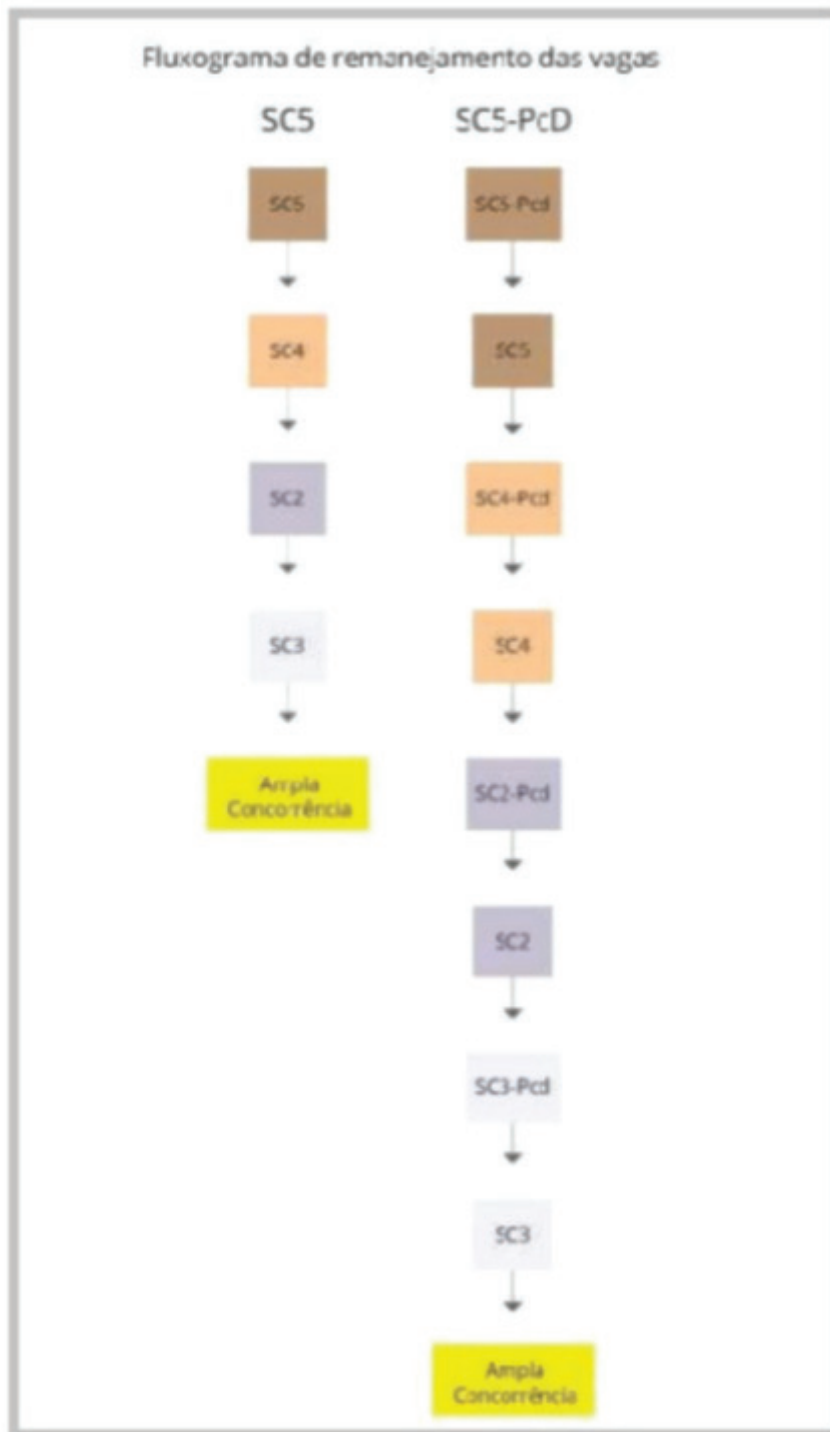 Fluxograma de remanejamento das vagas
SC5
SC5
SC4
SC2
SC3
Ampla
Concorrência
SC5-PcD
SC5-Pcd
SC5
SC4-Pcd
SC4
SC2-Pcd
SC2
SC3-Pcd
SC3
Ampla
Concorrência